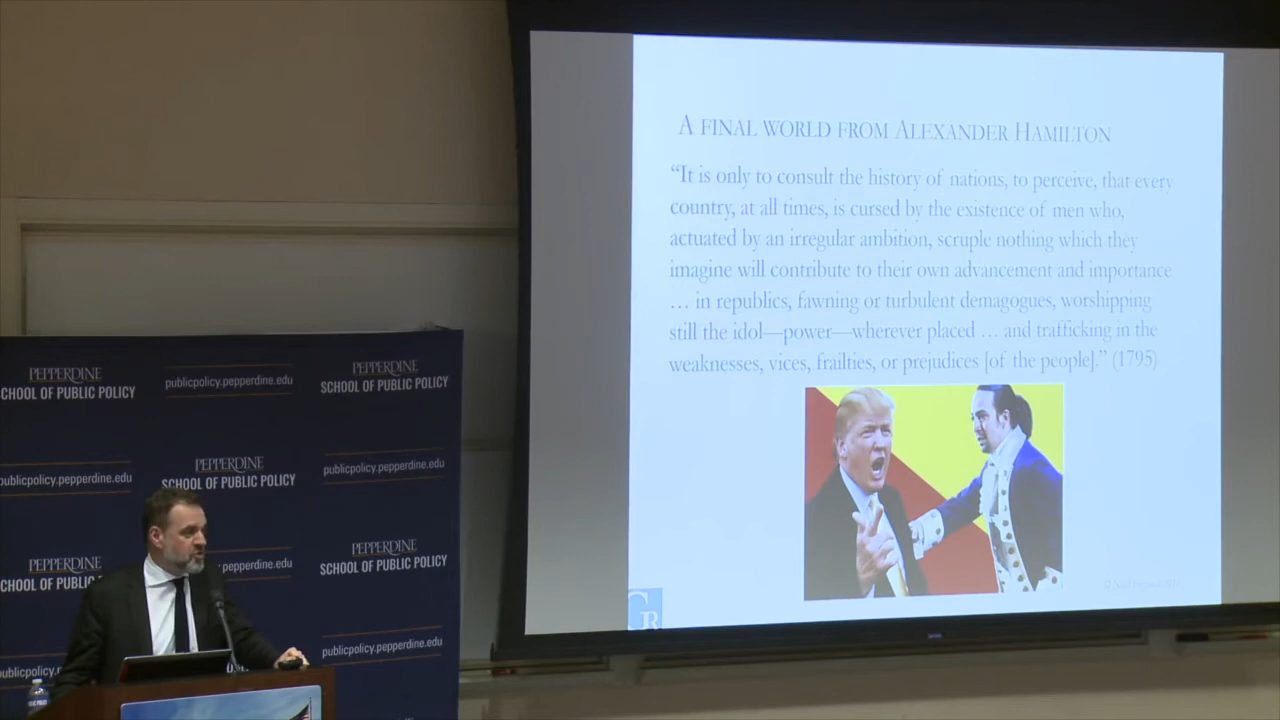 A FINAL WORLD FROM ALEXANDER HAMILTON
“It is only to consult the history of nations, to perceive, that every
country, at all times, is cursed by the existence of men who,
actuated by an irregular ambition, scruple nothing which they
imagine will contribute to their own advancement and importance
… in republics, fawning or turbulent demagogues, worshipping
still the idol—power—wherever placed … and trafficking in the
weaknesses, vices, frailties, or prejudices [of the people].” (1795)
PEPPERDINE
SCHOOL OF PUBLIC POLICY
publicpolicy.pepperdine.edu
PEPPERDINE
SCHOOL OF PUBLIC POLICY
publicpolicy.pepperdine.edu
PEPPERDINE
SCHOOL OF PUBLIC POLICY
publicpolicy.pepperdine.edu
PEPPERDINE
SCHOOL OF PUBLIC
.pepperdine.edu
PEPPERDINE
SCHOOL OF PUBLIC POLICY
publicpolicy.pepperdine.edu